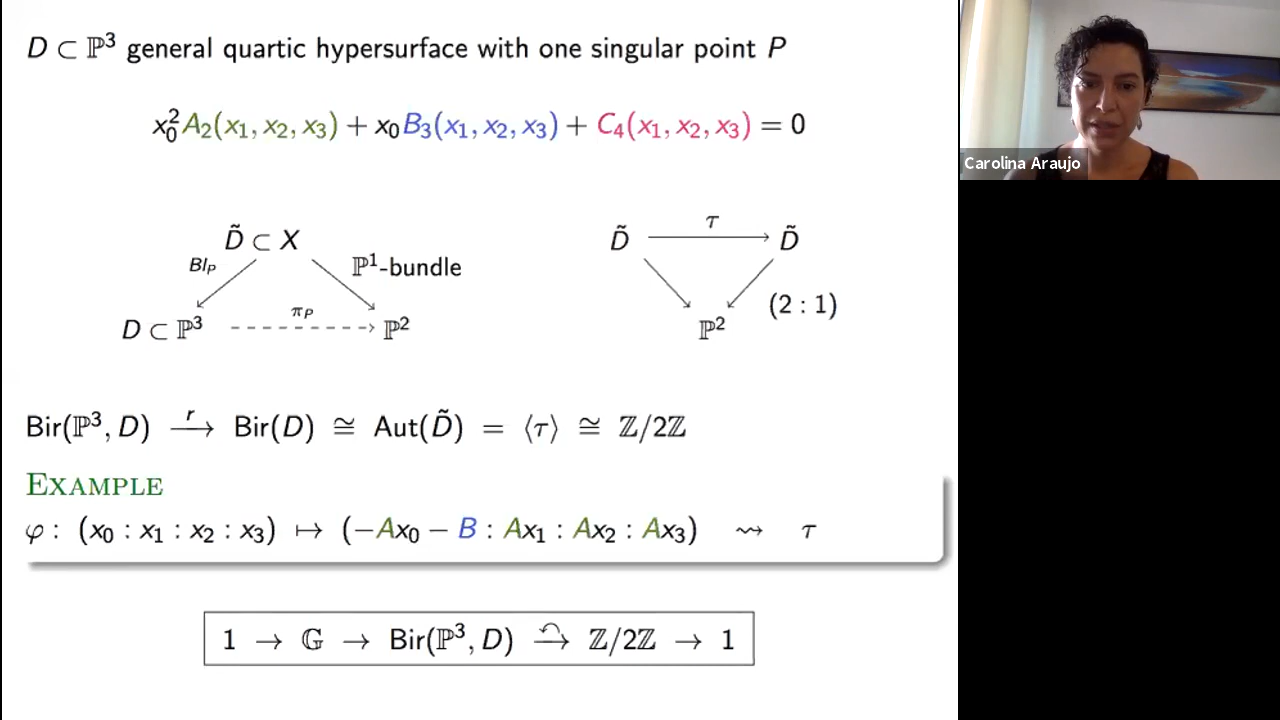 D ⊂ ℙ³ general quartic hypersurface with one singular point P
x₀²A₂(x₁, x₂, x₃) + x₀B₃(x₁, x₂, x₃) + C₄(x₁, x₂, x₃) = 0
Carolina Araujo
D̃ ⊂ X
Bl_P
ℙ¹-bundle
D ⊂ ℙ³ ⇢ ℙ²
π_P
D̃ → D̃
τ
(2 : 1)
ℙ²
Bir(ℙ³, D) →^r Bir(D) ≅ Aut(D̃) = ⟨τ⟩ ≅ ℤ/2ℤ
EXAMPLE
φ : (x₀ : x₁ : x₂ : x₃) ↦ (−Ax₀ − B : Ax₁ : Ax₂ : Ax₃) ⇝ τ
1 → 𝔾 → Bir(ℙ³, D) → ℤ/2ℤ → 1